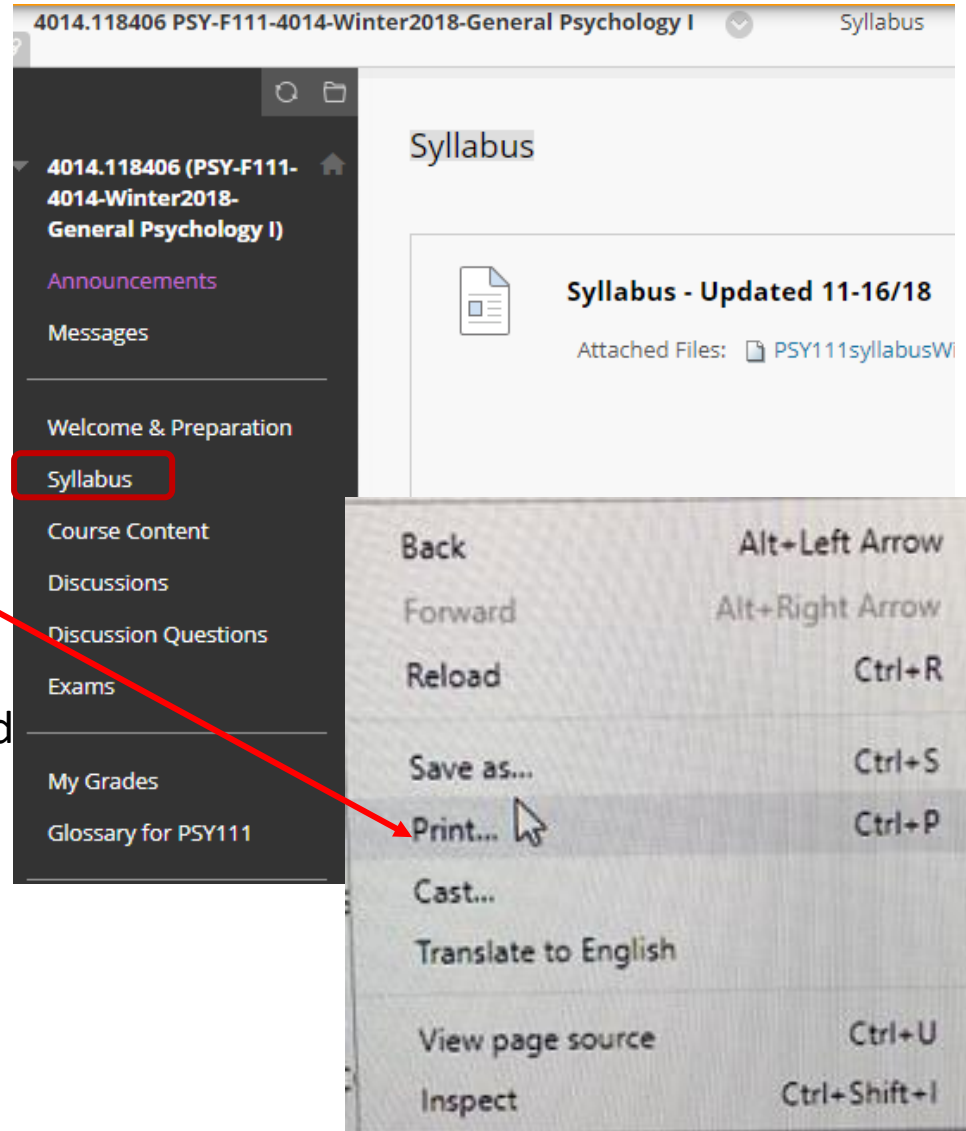 4014.118406 PSY-F111-4014-Winter2018-General Psychology I
Syllabus
4014.118406 (PSY-F111-
4014-Winter2018-
General Psychology I)
Announcements
Messages
Welcome & Preparation
Syllabus
Course Content
Discussions
Discussion Questions
Exams
My Grades
Glossary for PSY111
Syllabus
Syllabus - Updated 11-16/18
Attached Files: PSY111syllabusWi
d
Back Alt+Left Arrow
Forward Alt+Right Arrow
Reload Ctrl+R
Save as... Ctrl+S
Print... Ctrl+P
Cast...
Translate to English
View page source Ctrl+U
Inspect Ctrl+Shift+I